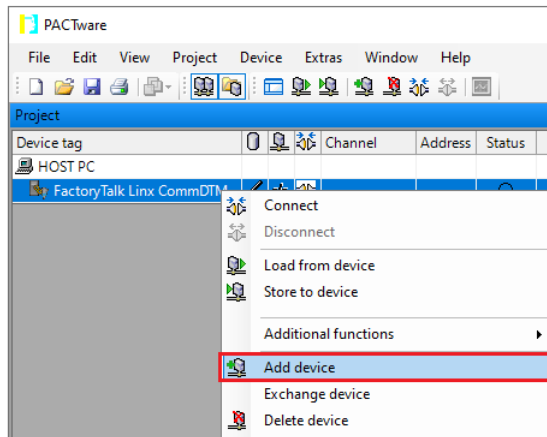 PACTware
File Edit View Project Device Extras Window Help
Project
Device tag Channel Address Status
HOST PC
FactoryTalk Linx CommDTM
Connect
Disconnect
Load from device
Store to device
Additional functions
Add device
Exchange device
Delete device